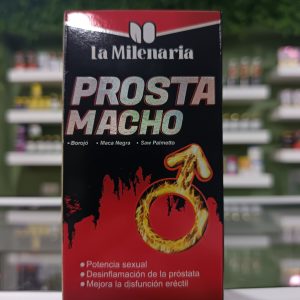 La Milenaria
PROSTA
MACHO
• Borojó • Maca Negra • Saw Palmetto
• Potencia sexual
• Desinflamación de la próstata
• Mejora la disfunción eréctil